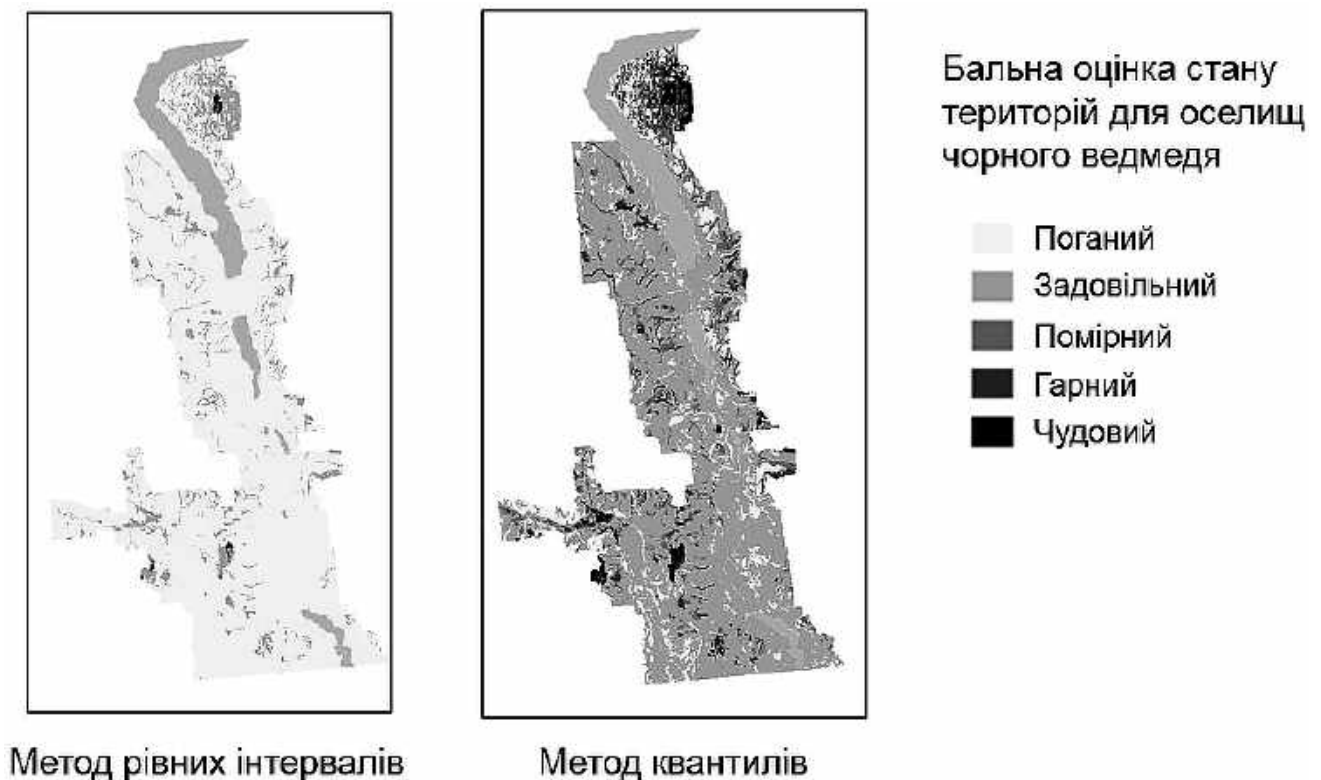 Бальна оцінка стану
територій для оселищ
чорного ведмедя
Поганий
Задовільний
Помірний
Гарний
Чудовий
Метод рівних інтервалів
Метод квантилів